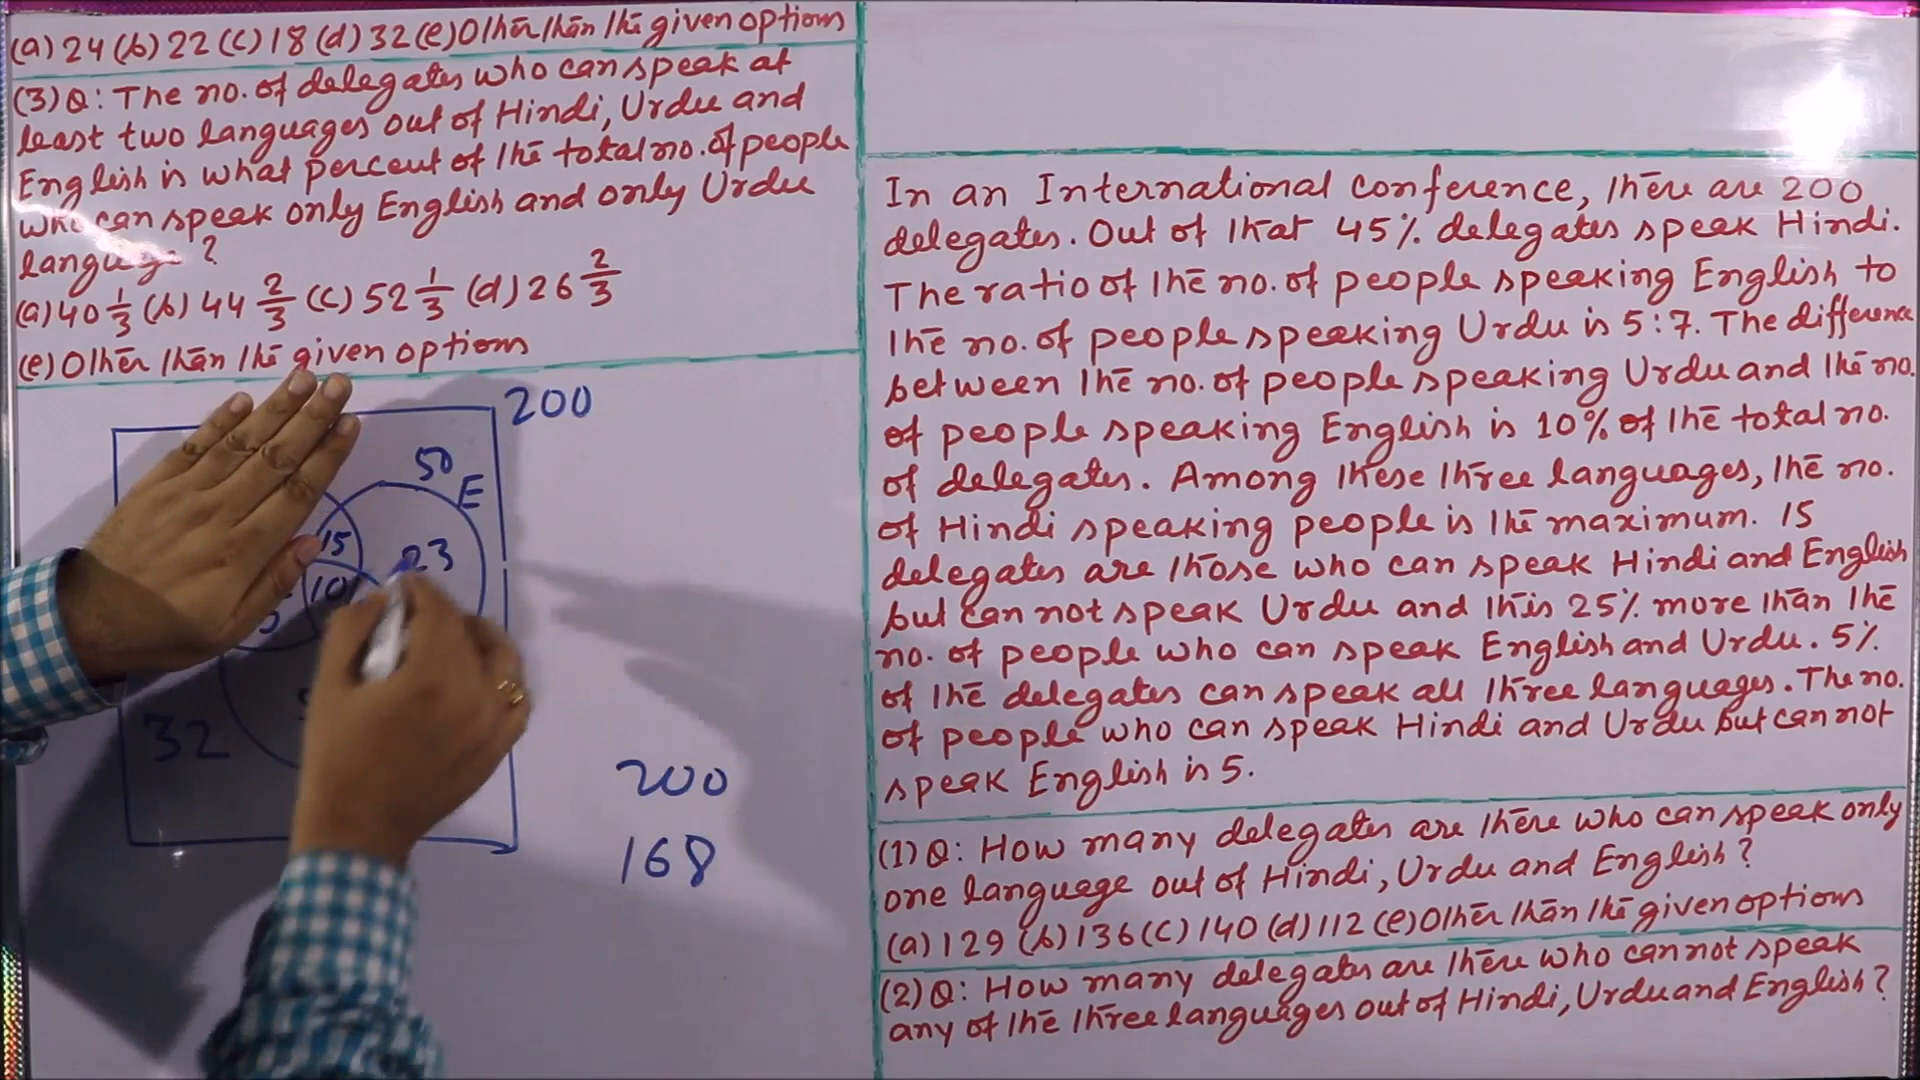 (a) 24 (b) 22 (c) 18 (d) 32 (e) Other than the given options
(3) Q: The no. of delegates who can speak at
least two languages out of Hindi, Urdu and
English is what percent of the total no. of people
who can speak only English and only Urdu
language?
(a) 40 1/3 (b) 44 2/3 (c) 52 1/3 (d) 26 2/3
(e) Other than the given options
200
50
E
15
23
10
32
200
168
In an International conference, there are 200
delegates. Out of that 45% delegates speak Hindi.
The ratio of the no. of people speaking English to
the no. of people speaking Urdu is 5:7. The difference
between the no. of people speaking Urdu and the no.
of people speaking English is 10% of the total no.
of delegates. Among these three languages, the no.
of Hindi speaking people is the maximum. 15
delegates are those who can speak Hindi and English
but can not speak Urdu and this 25% more than the
no. of people who can speak English and Urdu. 5%
of the delegates can speak all three languages. The no.
of people who can speak Hindi and Urdu but can not
speak English is 5.
(1) Q: How many delegates are there who can speak only
one language out of Hindi, Urdu and English?
(a) 129 (b) 136 (c) 140 (d) 112 (e) Other than the given options
(2) Q: How many delegates are there who can not speak
any of the three languages out of Hindi, Urdu and English?